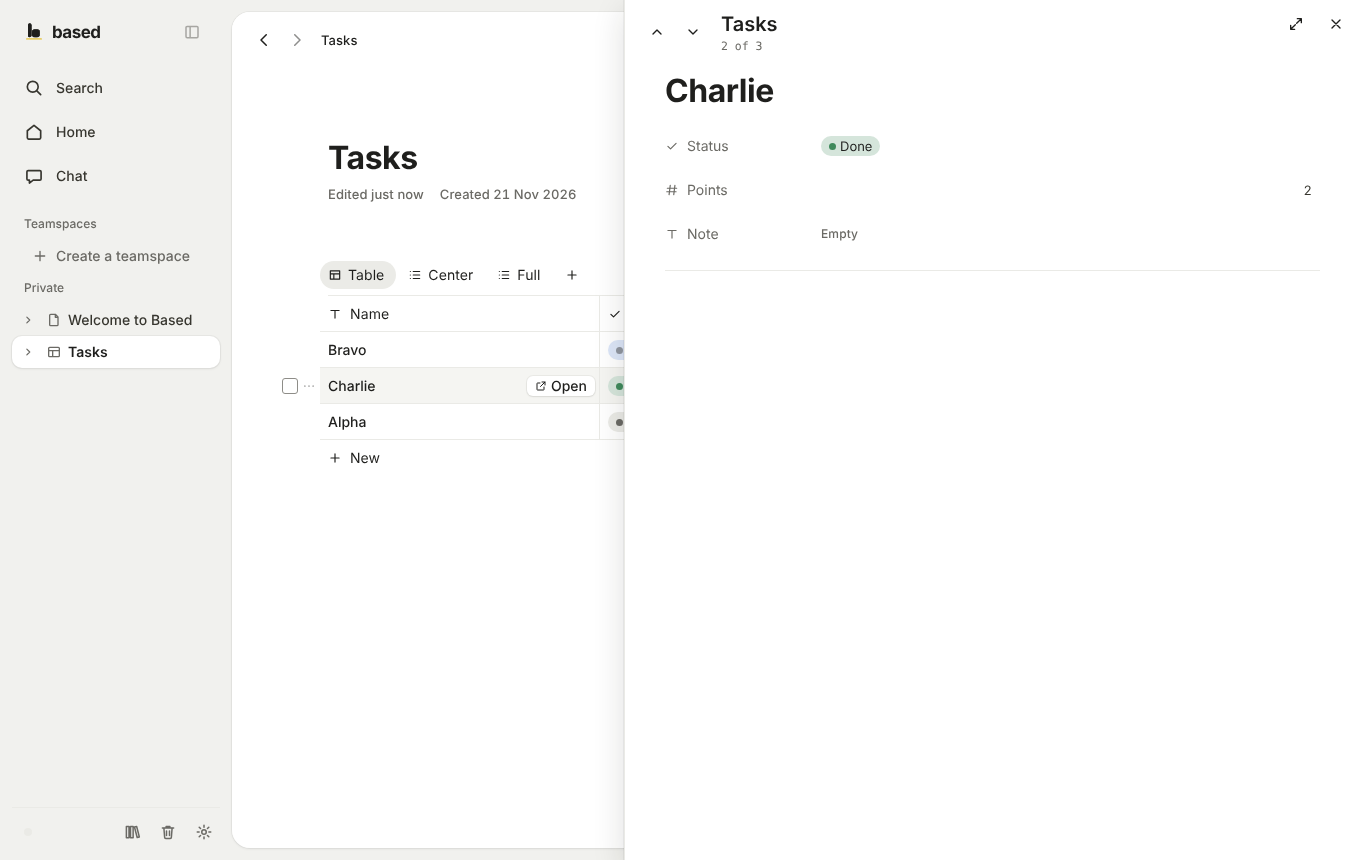 based
Search
Home
Chat
Teamspaces
Create a teamspace
Private
Welcome to Based
Tasks
Tasks
Tasks
Edited just now Created 21 Nov 2026
Table Center Full
Name
Bravo
Charlie Open
Alpha
New
Tasks
2 of 3
Charlie
Status Done
Points 2
Note Empty